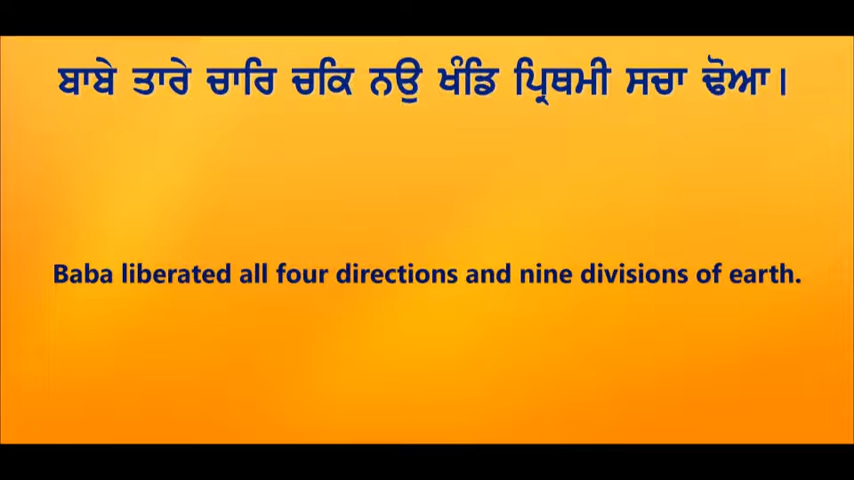 ਬਾਬੇ ਤਾਰੇ ਚਾਰਿ ਚਕਿ ਨਉ ਖੰਡਿ ਪ੍ਰਿਥਮੀ ਸਚਾ ਢੋਆ।
Baba liberated all four directions and nine divisions of earth.